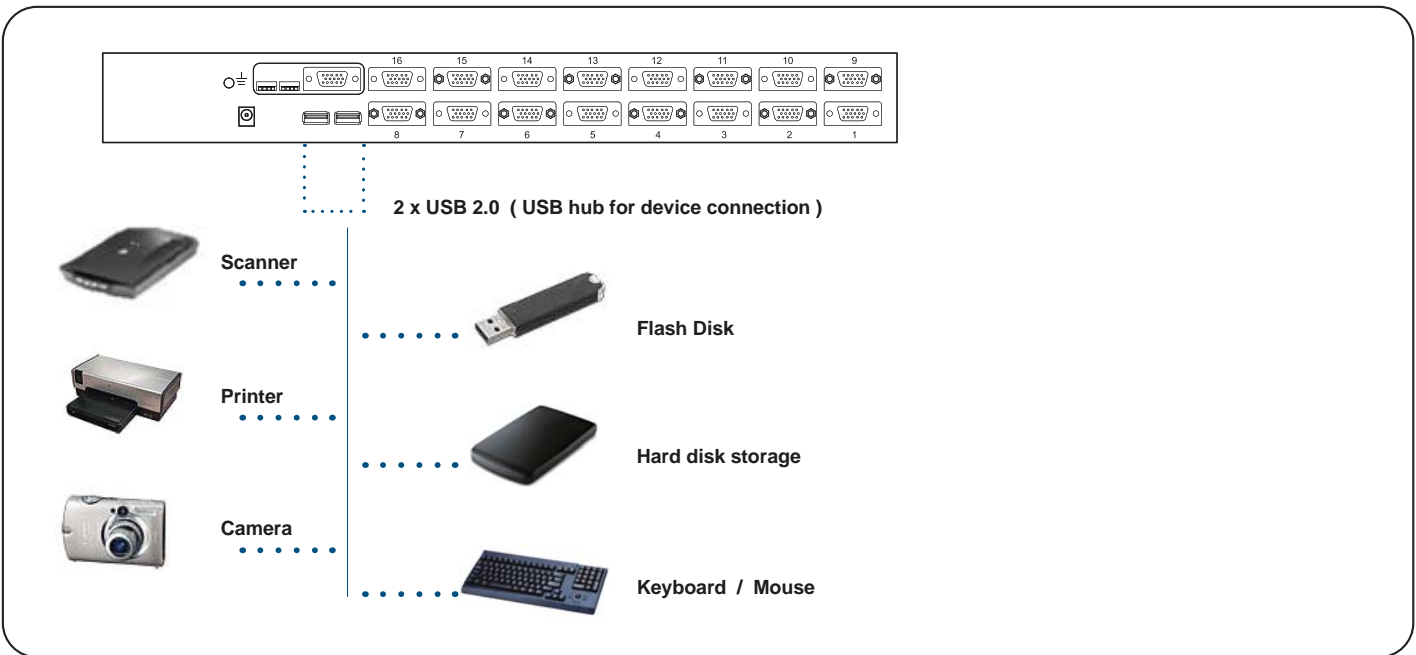 16 15 14 13 12 11 10 9
8 7 6 5 4 3 2 1
2 x USB 2.0 ( USB hub for device connection )
Scanner
Flash Disk
Printer
Hard disk storage
Camera
Keyboard / Mouse